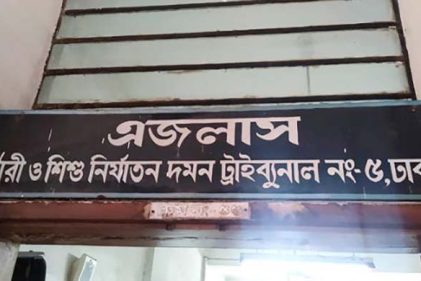 এজলাস
রী ও শিশু নির্যাতন দমন ট্রাইব্যুনাল নং-৫, ঢাক